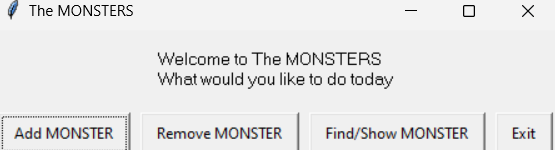 The MONSTERS
Welcome to The MONSTERS
What would you like to do today
Add MONSTER Remove MONSTER Find/Show MONSTER Exit